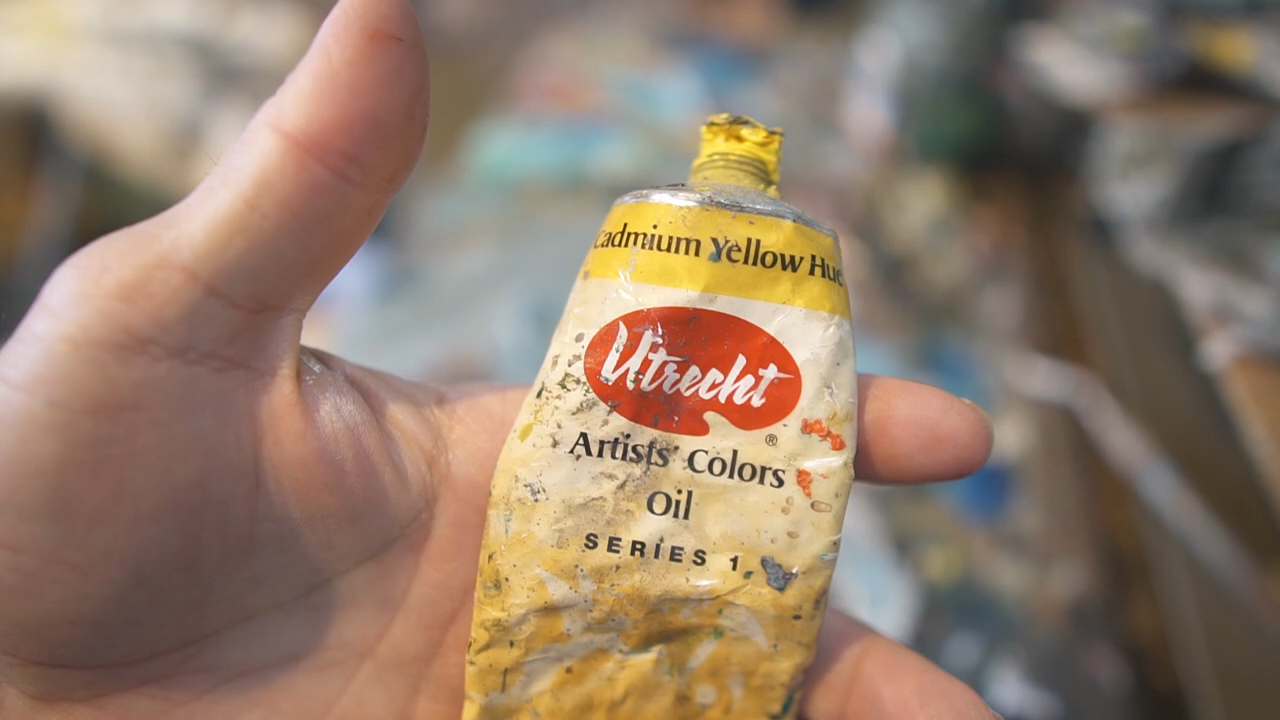 Cadmium Yellow Hue
Utrecht
®
Artists' Colors
Oil
SERIES 1